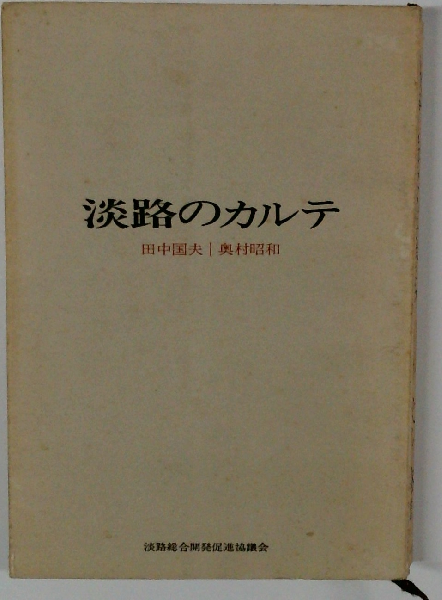 淡路のカルテ
田中国夫｜奥村昭和
淡路総合開発促進協議会